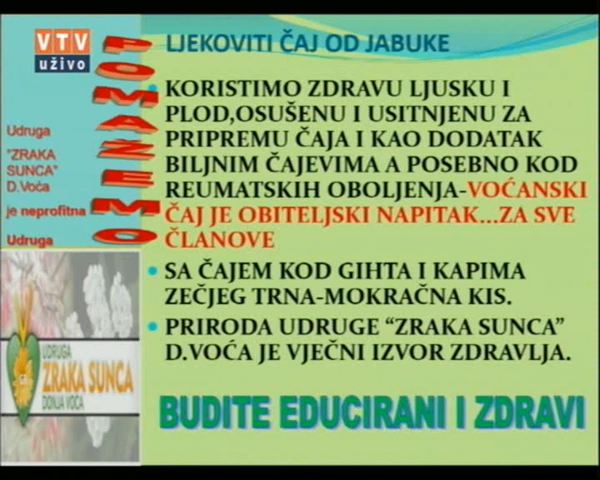 VTV
uživo
POMAŽEMO
Udruga
"ZRAKA
SUNCA"
D.Voća
je neprofitna
Udruga
LJEKOVITI ČAJ OD JABUKE
KORISTIMO ZDRAVU LJUSKU I
PLOD,OSUŠENU I USITNJENU ZA
PRIPREMU ČAJA I KAO DODATAK
BILJNIM ČAJEVIMA A POSEBNO KOD
REUMATSKIH OBOLJENJA-VOĆANSKI
ČAJ JE OBITELJSKI NAPITAK...ZA SVE
ČLANOVE
SA ČAJEM KOD GIHTA I KAPIMA
ZEČJEG TRNA-MOKRAČNA KIS.
PRIRODA UDRUGE "ZRAKA SUNCA"
D.VOĆA JE VJEČNI IZVOR ZDRAVLJA.
UDRUGA
ZRAKA SUNCA
DONJA VOĆA
BUDITE EDUCIRANI I ZDRAVI